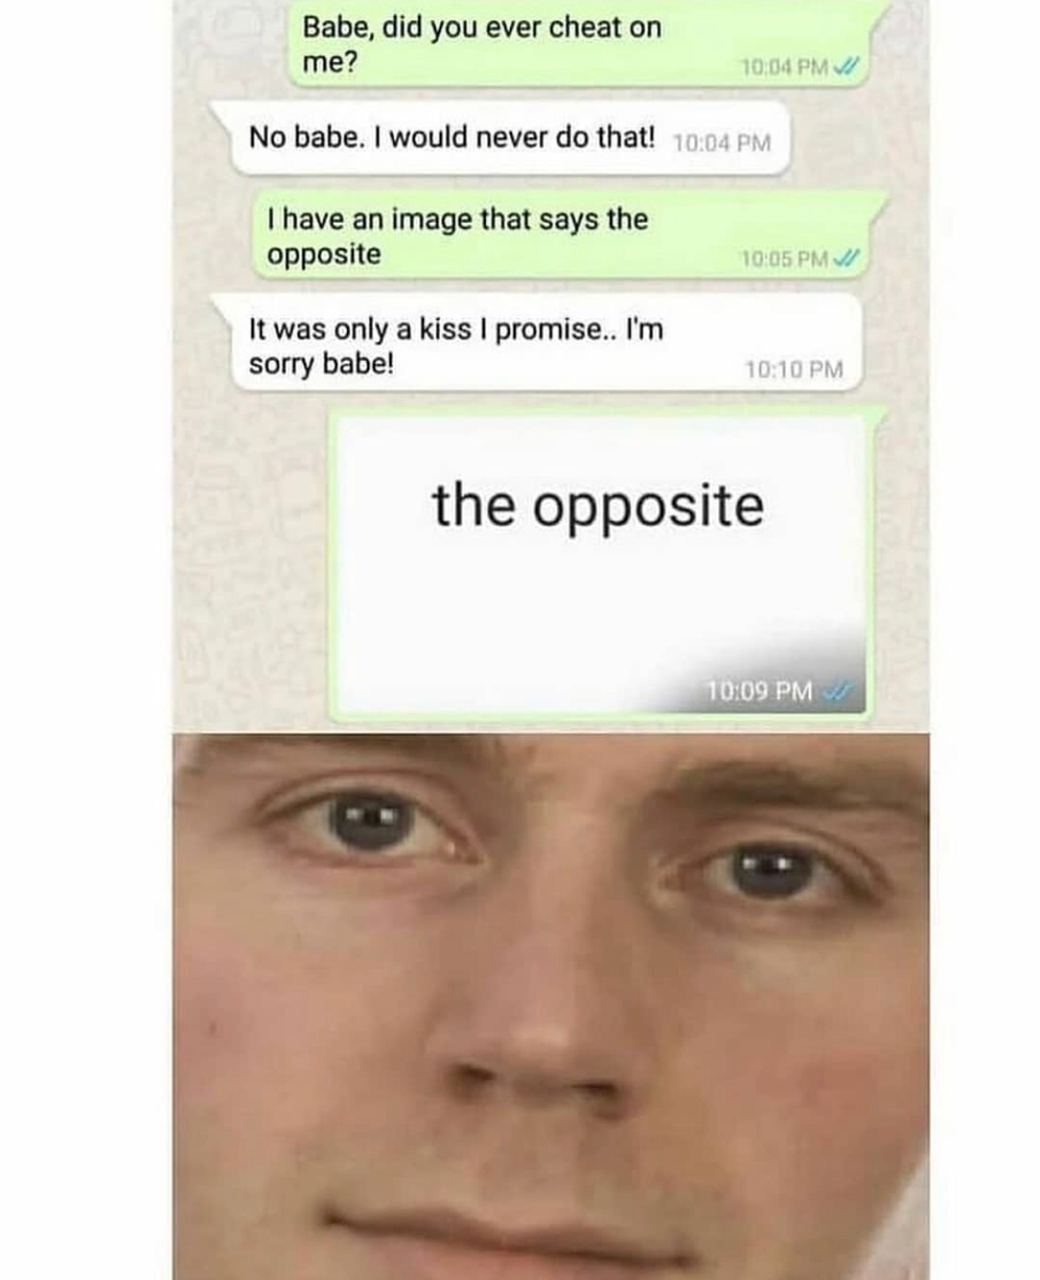 Babe, did you ever cheat on
me? 10:04 PM
No babe. I would never do that! 10:04 PM
I have an image that says the
opposite 10:05 PM
It was only a kiss I promise.. I'm
sorry babe! 10:10 PM
the opposite
10:09 PM